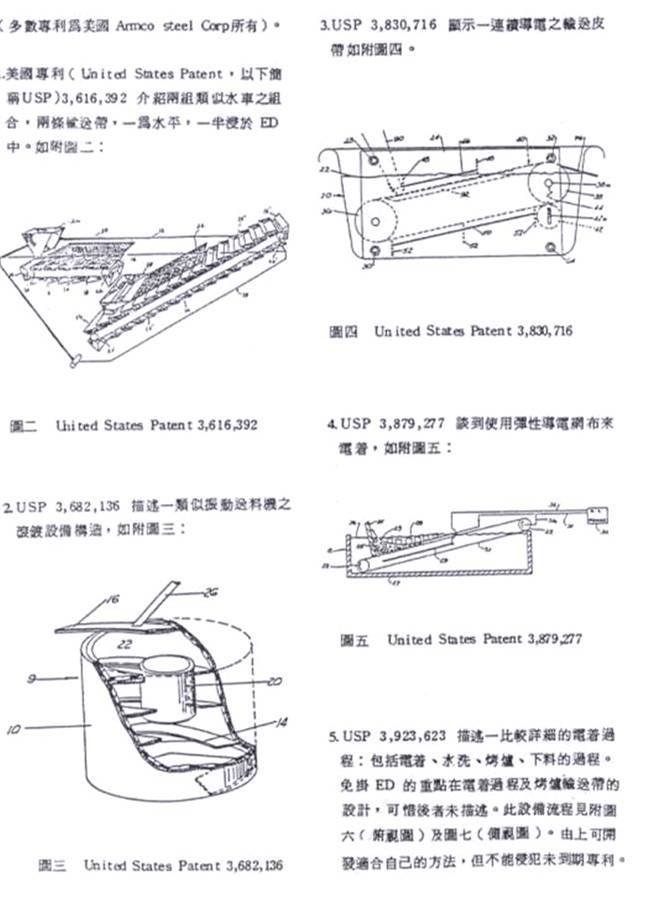 (多數專利爲美國 Armco steel Corp所有)。
.美國專利(United States Patent,以下簡
稱USP)3,616,392 介紹兩組類似水車之組
合,兩條輸送帶,一爲水平,一半浸於 ED
中。如附圖二:
圖二 United States Patent 3,616,392
2.USP 3,682,136 描述一類似振動送料機之
滾鍍設備構造,如附圖三:
16
26
22
9
20
10
14
圖三 United States Patent 3,682,136
3.USP 3,830,716 顯示一連續導電之輸送皮
帶如附圖四。
圖四 United States Patent 3,830,716
4.USP 3,879,277 談到使用彈性導電網布來
電着,如附圖五:
圖五 United States Patent 3,879,277
5.USP 3,923,623 描述一比較詳細的電着過
程:包括電着、水洗、烤爐、下料的過程。
免掛 ED 的重點在電着過程及烤爐輸送帶的
設計,可惜後者未描述。此設備流程見附圖
六(俯視圖)及圖七(側視圖)。由上可開
發適合自己的方法,但不能侵犯未到期專利。